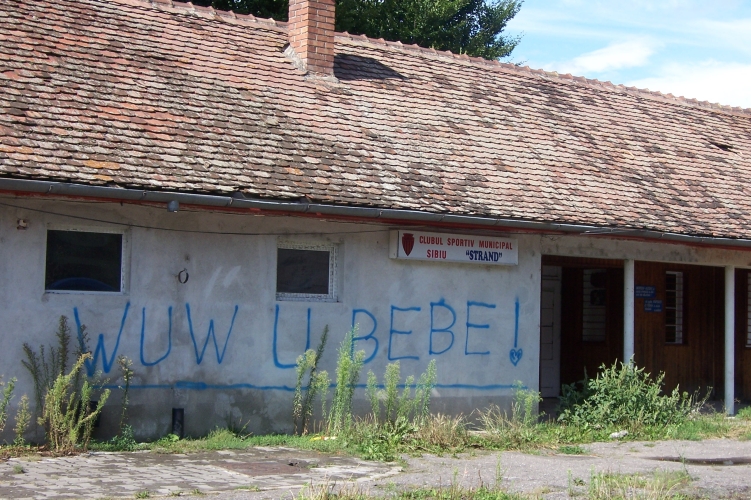 CLUBUL SPORTIV MUNICIPAL
SIBIU "STRAND"
WUW U BEBE!